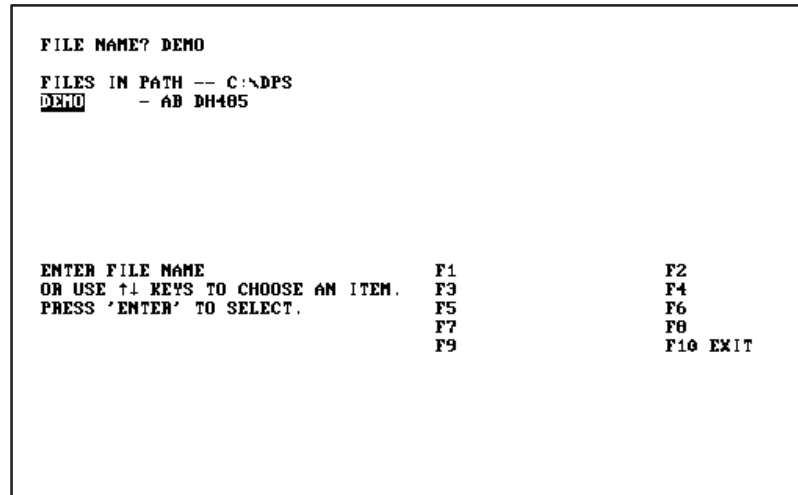 FILE NAME? DEMO
FILES IN PATH -- C:\DPS
DEMO - AB DH485
ENTER FILE NAME F1 F2
OR USE ↑↓ KEYS TO CHOOSE AN ITEM. F3 F4
PRESS 'ENTER' TO SELECT. F5 F6
F7 F8
F9 F10 EXIT